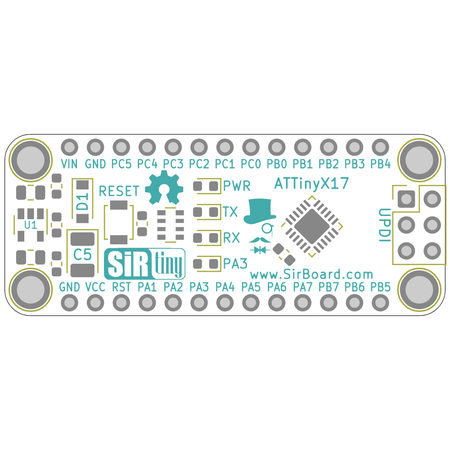 VIN GND PC5 PC4 PC3 PC2 PC1 PC0 PB0 PB1 PB2 PB3 PB4
RESET
PWR
ATTinyX17
D1
U1
TX
UPDI
RX
C5
SiR tiny
PA3
www.SirBoard.com
GND VCC RST PA1 PA2 PA3 PA4 PA5 PA6 PA7 PB7 PB6 PB5